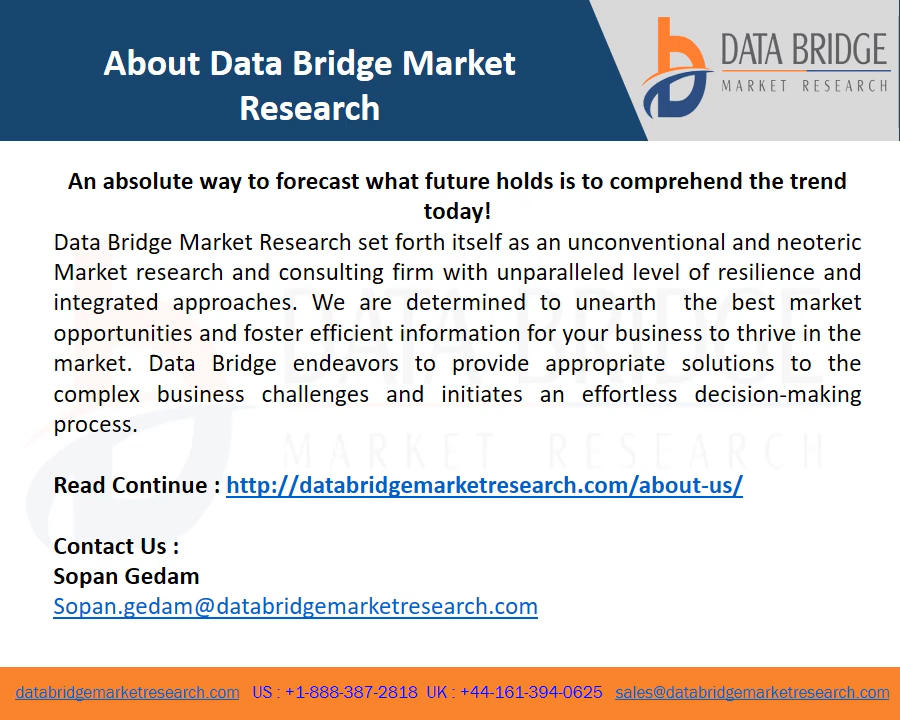 About Data Bridge Market
Research
DATA BRIDGE
MARKET RESEARCH
An absolute way to forecast what future holds is to comprehend the trend
today!
Data Bridge Market Research set forth itself as an unconventional and neoteric
Market research and consulting firm with unparalleled level of resilience and
integrated approaches. We are determined to unearth the best market
opportunities and foster efficient information for your business to thrive in the
market. Data Bridge endeavors to provide appropriate solutions to the
complex business challenges and initiates an effortless decision-making
process.
DATA BRIDGE
MARKET RESEARCH
Read Continue : http://databridgemarketresearch.com/about-us/
Contact Us :
Sopan Gedam
Sopan.gedam@databridgemarketresearch.com
databridgemarketresearch.com US : +1-888-387-2818 UK : +44-161-394-0625 sales@databridgemarketresearch.com